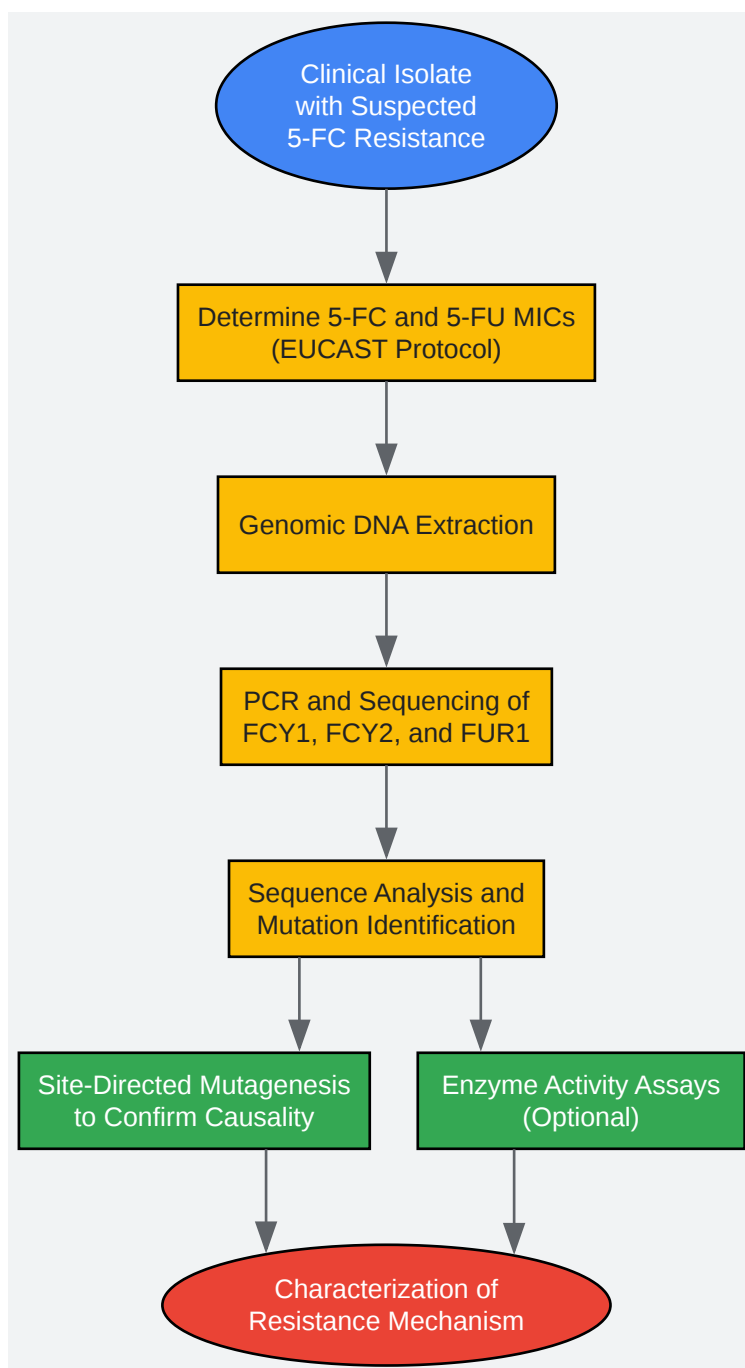 Clinical Isolate
with Suspected
5-FC Resistance
Determine 5-FC and 5-FU MICs
(EUCAST Protocol)
Genomic DNA Extraction
PCR and Sequencing of
FCY1, FCY2, and FUR1
Sequence Analysis and
Mutation Identification
Site-Directed Mutagenesis
to Confirm Causality
Enzyme Activity Assays
(Optional)
Characterization of
Resistance Mechanism